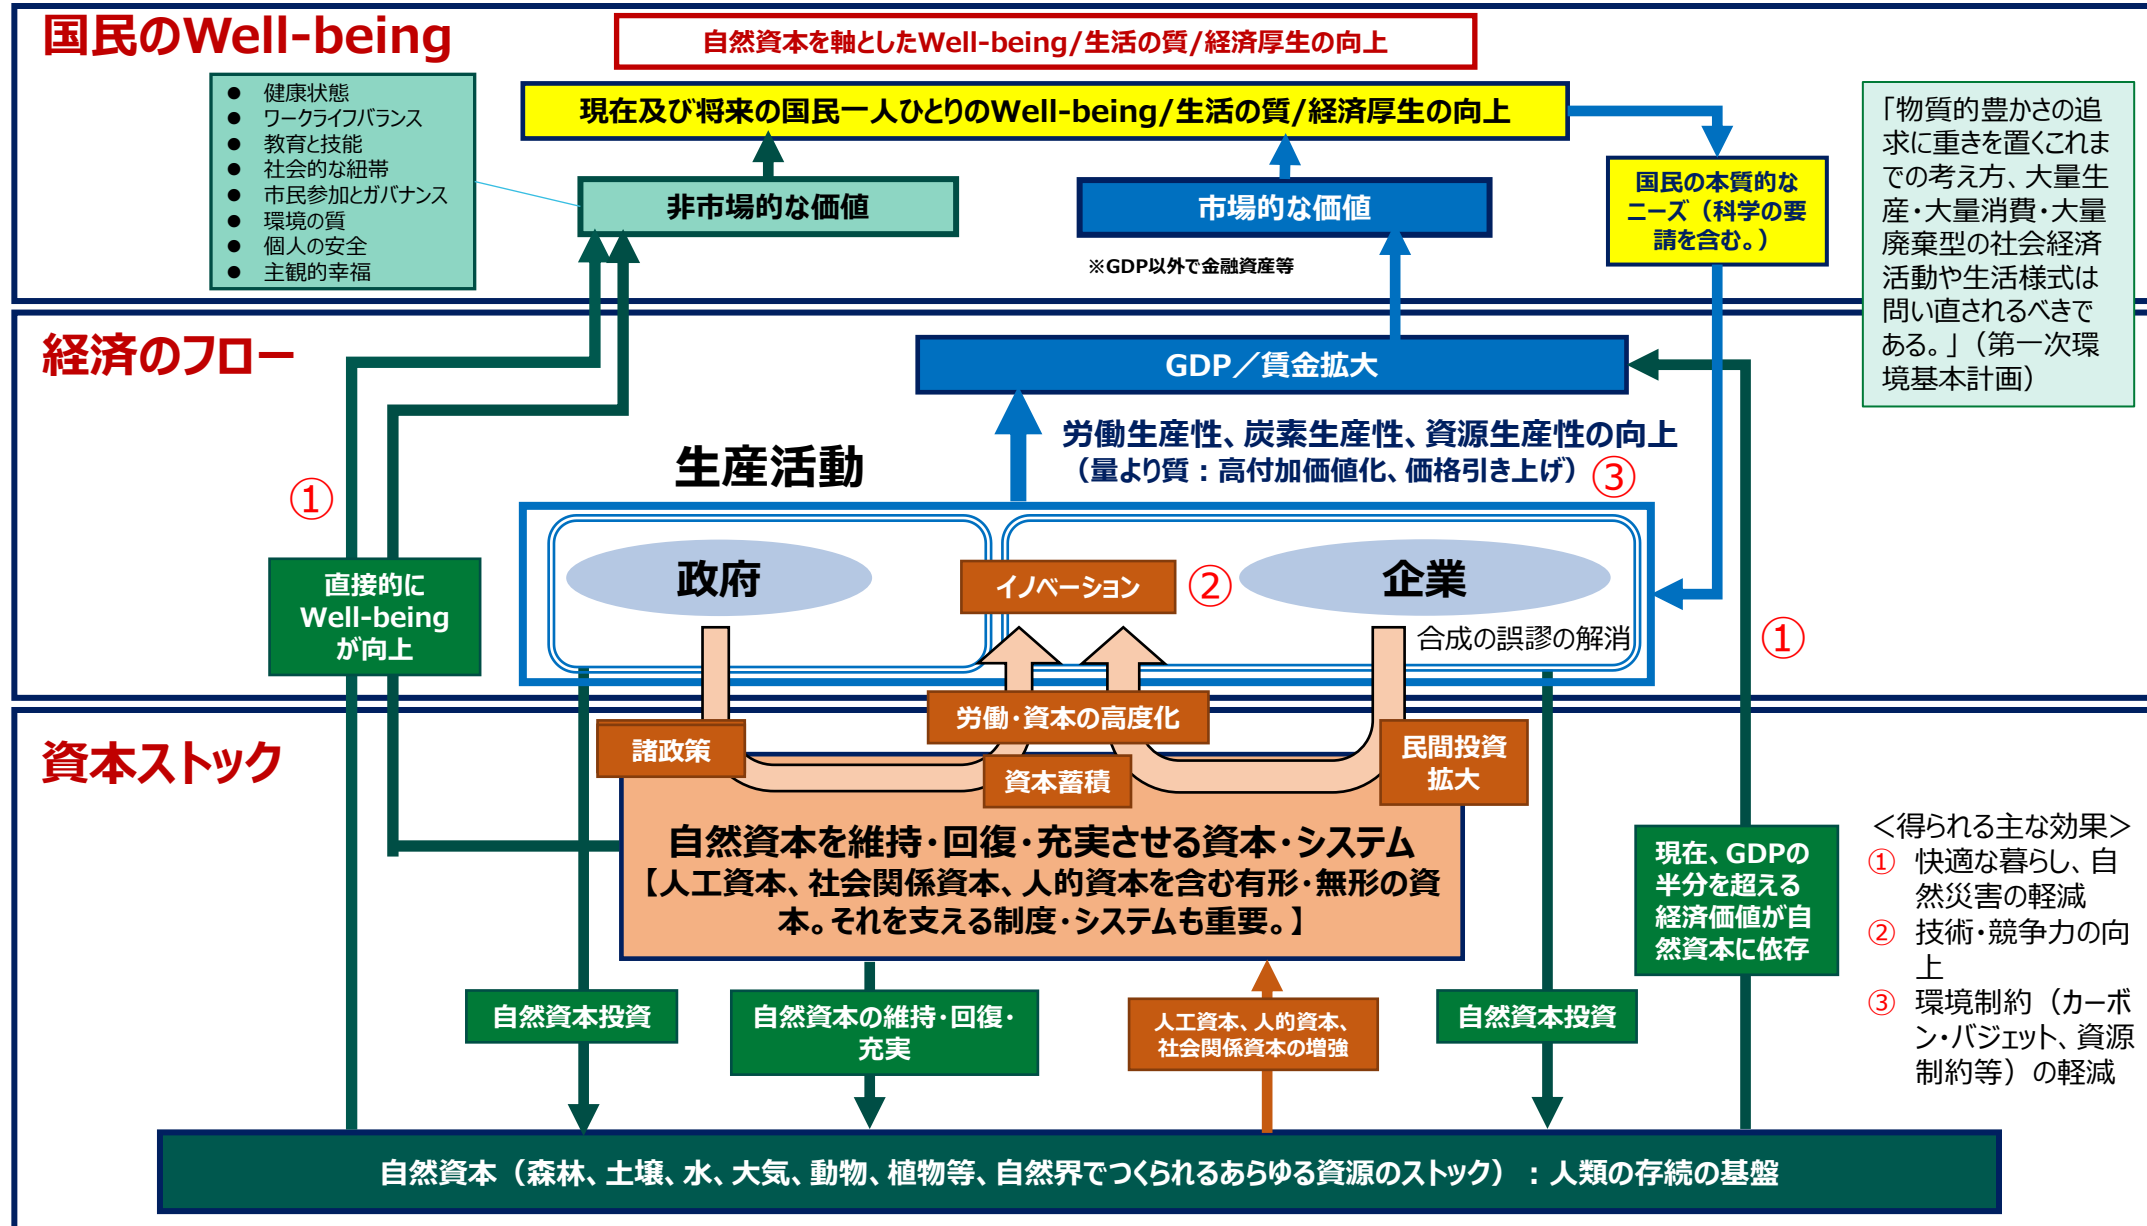 国民のWell-being
自然資本を軸としたWell-being/生活の質/経済厚生の向上
● 健康状態
● ワークライフバランス
● 教育と技能
● 社会的な紐帯
● 市民参加とガバナンス
● 環境の質
● 個人の安全
● 主観的幸福
現在及び将来の国民一人ひとりのWell-being/生活の質/経済厚生の向上
非市場的な価値
市場的な価値
※GDP以外で金融資産等
国民の本質的な
ニーズ（科学の要
請を含む。）
「物質的豊かさの追
求に重きを置くこれま
での考え方、大量生
産・大量消費・大量
廃棄型の社会経済
活動や生活様式は
問い直されるべきで
ある。」（第一次環
境基本計画）
経済のフロー
GDP／賃金拡大
労働生産性、炭素生産性、資源生産性の向上
（量より質：高付加価値化、価格引き上げ）
③
生産活動
①
政府
イノベーション
②
企業
合成の誤謬の解消
直接的に
Well-being
が向上
①
資本ストック
諸政策
労働・資本の高度化
資本蓄積
民間投資
拡大
自然資本を維持・回復・充実させる資本・システム
【人工資本、社会関係資本、人的資本を含む有形・無形の資
本。それを支える制度・システムも重要。】
現在、GDPの
半分を超える
経済価値が自
然資本に依存
＜得られる主な効果＞
① 快適な暮らし、自
然災害の軽減
② 技術・競争力の向
上
③ 環境制約（カーボ
ン・バジェット、資源
制約等）の軽減
自然資本投資
自然資本の維持・回復・
充実
人工資本、人的資本、
社会関係資本の増強
自然資本投資
自然資本（森林、土壌、水、大気、動物、植物等、自然界でつくられるあらゆる資源のストック）：人類の存続の基盤